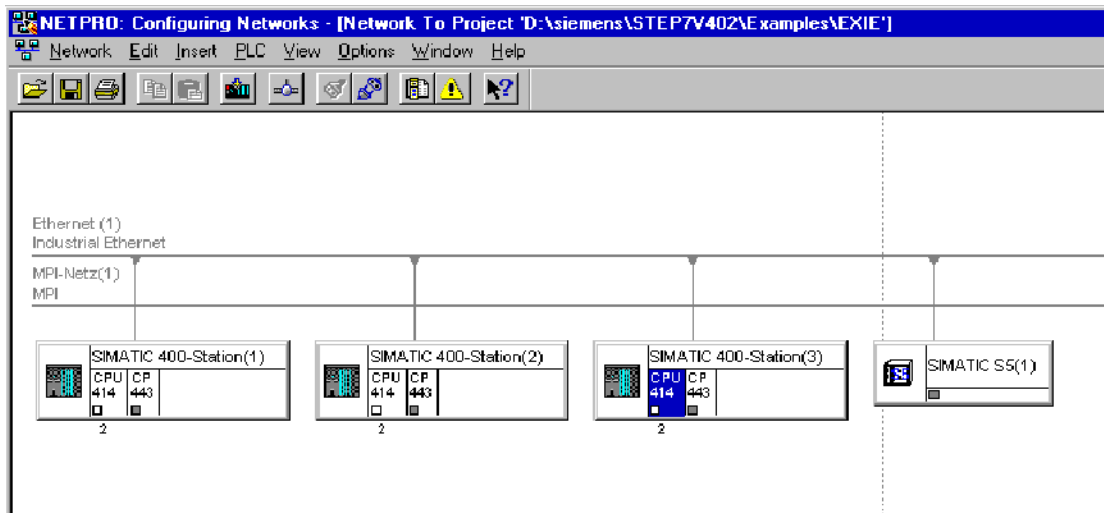 NETPRO: Configuring Networks - [Network To Project 'D:\siemens\STEP7V402\Examples\EXIE']
Network Edit Insert PLC View Options Window Help
Ethernet (1)
Industrial Ethernet
MPI-Netz(1)
MPI
SIMATIC 400-Station(1)
CPU CP
414 443
2
SIMATIC 400-Station(2)
CPU CP
414 443
2
SIMATIC 400-Station(3)
CPU CP
414 443
2
SIMATIC S5(1)